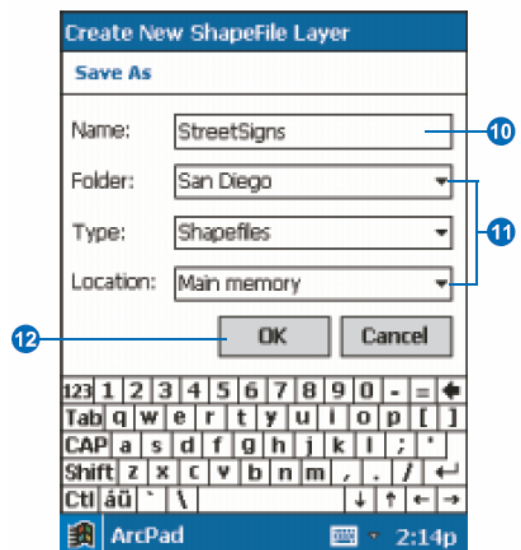 Create New ShapeFile Layer
Save As
Name: StreetSigns 10
Folder: San Diego
11
Type: Shapefiles
Location: Main memory
12 OK Cancel
123 1 2 3 4 5 6 7 8 9 0 - = ←
Tab q w e r t y u i o p [ ]
CAP a s d f g h j k l ; '
Shift z x c v b n m , . / ↵
Ctl áü ` \ ↓ ↑ ← →
ArcPad 2:14p